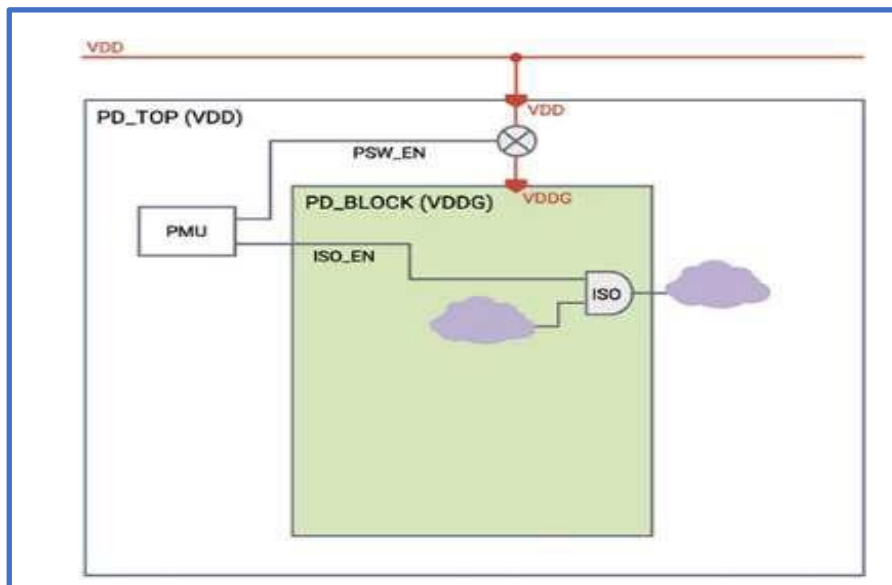 VDD
PD_TOP (VDD)
VDD
PSW_EN
PD_BLOCK (VDDG)
VDDG
PMU
ISO_EN
ISO